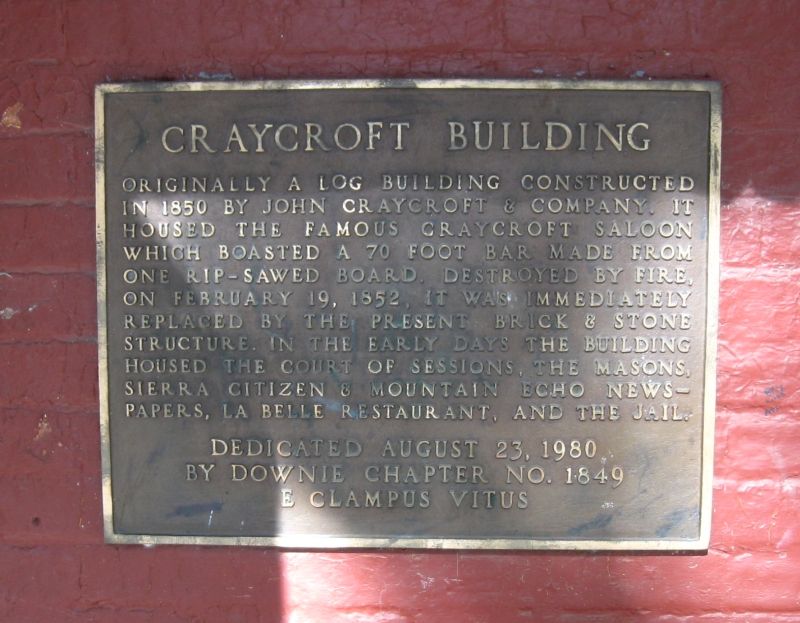 CRAYCROFT BUILDING
ORIGINALLY A LOG BUILDING CONSTRUCTED
IN 1850 BY JOHN CRAYCROFT & COMPANY. IT
HOUSED THE FAMOUS CRAYCROFT SALOON
WHICH BOASTED A 70 FOOT BAR MADE FROM
ONE RIP-SAWED BOARD. DESTROYED BY FIRE,
ON FEBRUARY 19, 1852, IT WAS IMMEDIATELY
REPLACED BY THE PRESENT BRICK & STONE
STRUCTURE. IN THE EARLY DAYS THE BUILDING
HOUSED THE COURT OF SESSIONS, THE MASONS,
SIERRA CITIZEN & MOUNTAIN ECHO NEWS-
PAPERS, LA BELLE RESTAURANT, AND THE JAIL.
DEDICATED AUGUST 23, 1980
BY DOWNIE CHAPTER NO. 1849
E CLAMPUS VITUS